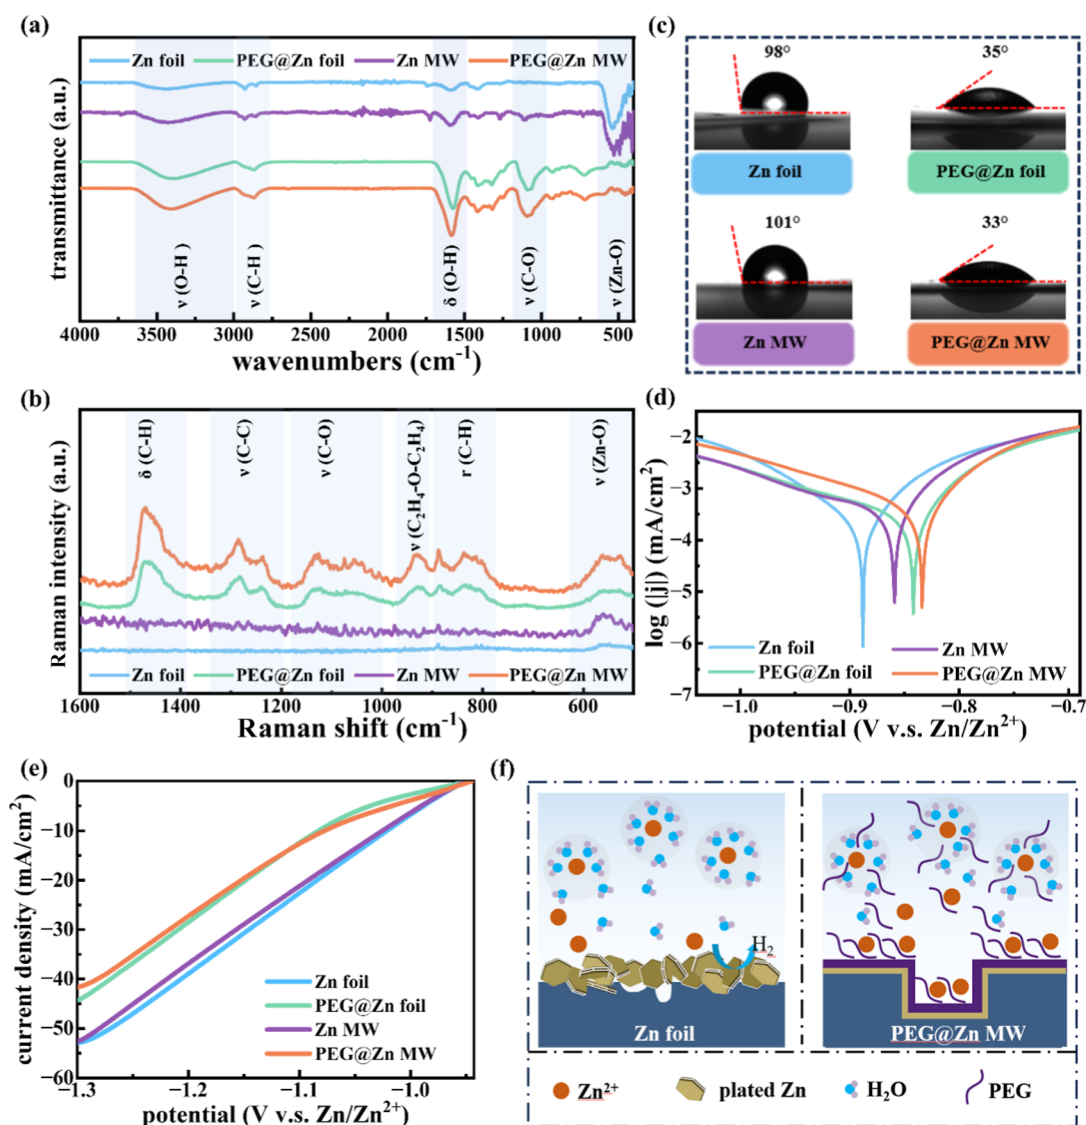 (a)
Zn foil PEG@Zn foil Zn MW PEG@Zn MW
transmittance (a.u.)
ν (O-H )
ν (C-H )
δ (O-H)
ν (C-O)
ν (Zn-O)
4000 3500 3000 2500 2000 1500 1000 500
wavenumbers (cm⁻¹)
(c)
98°
35°
Zn foil
PEG@Zn foil
101°
33°
Zn MW
PEG@Zn MW
(b)
δ (C-H)
ν (C-C)
ν (C-O)
ν (C₂H₄-O-C₂H₄)
r (C-H)
ν (Zn-O)
Raman intensity (a.u.)
Zn foil PEG@Zn foil Zn MW PEG@Zn MW
1600 1400 1200 1000 800 600
Raman shift (cm⁻¹)
(d)
log (|j|) (mA/cm²)
−2
−3
−4
−5
−6
−7
Zn foil Zn MW
PEG@Zn foil PEG@Zn MW
−1.0 −0.9 −0.8 −0.7
potential (V v.s. Zn/Zn²⁺)
(e)
current density (mA/cm²)
0
−10
−20
−30
−40
−50
−60
Zn foil
PEG@Zn foil
Zn MW
PEG@Zn MW
−1.3 −1.2 −1.1 −1.0
potential (V v.s. Zn/Zn²⁺)
(f)
H₂
Zn foil
PEG@Zn MW
Zn²⁺ plated Zn H₂O PEG